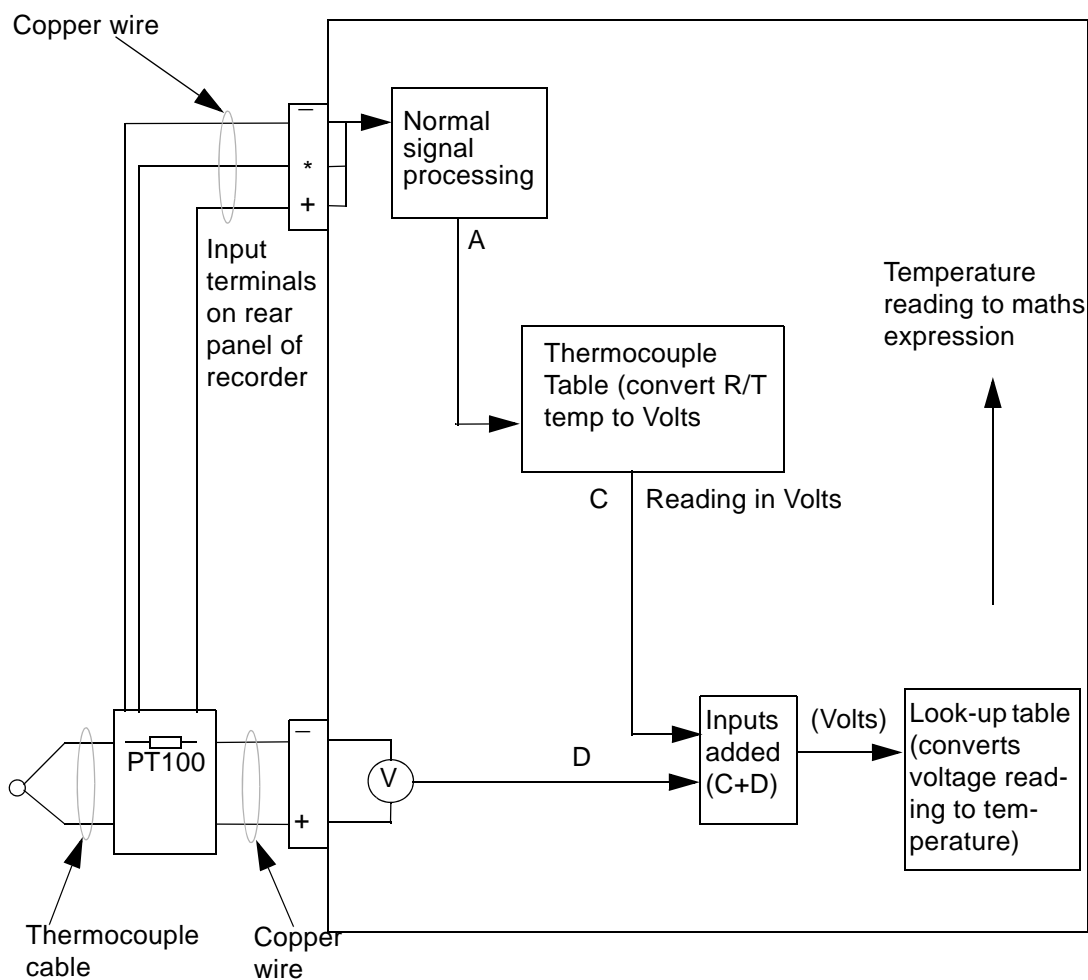 Copper wire
–
*
+
Normal
signal
processing
A
Input
terminals
on rear
panel of
recorder
Temperature
reading to maths
expression
Thermocouple
Table (convert R/T
temp to Volts
C
Reading in Volts
PT100
–
+
V
D
Inputs
added
(C+D)
(Volts)
Look-up table
(converts
voltage read-
ing to tem-
perature)
Thermocouple
cable
Copper
wire